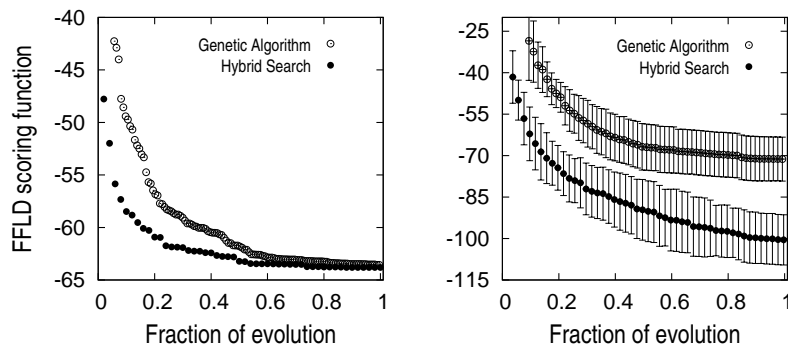 FFLD scoring function
-40
-45
-50
-55
-60
-65
0 0.2 0.4 0.6 0.8 1
Fraction of evolution
Genetic Algorithm
Hybrid Search
-25
-40
-55
-70
-85
-100
-115
0 0.2 0.4 0.6 0.8 1
Fraction of evolution
Genetic Algorithm
Hybrid Search